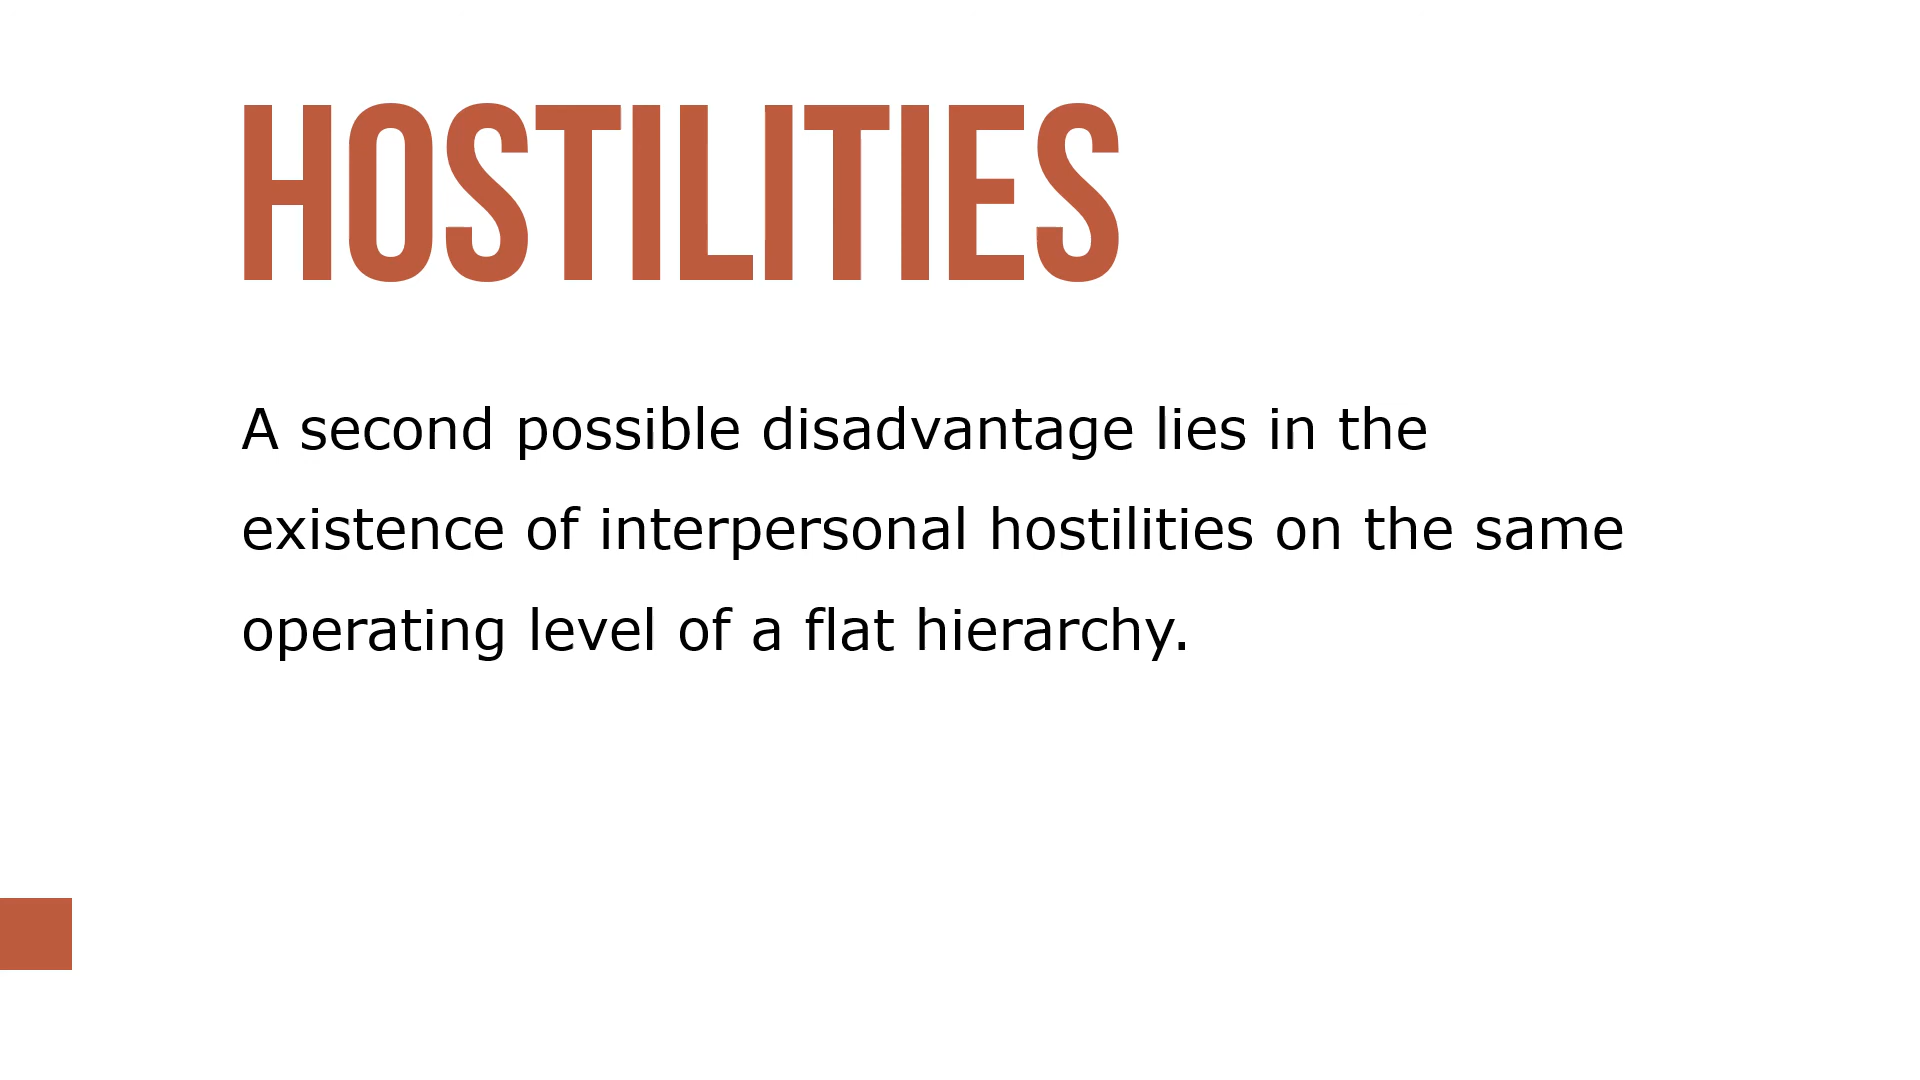 HOSTILITIES
A second possible disadvantage lies in the
existence of interpersonal hostilities on the same
operating level of a flat hierarchy.